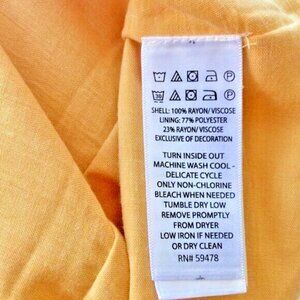 SHELL: 100% RAYON/VISCOSE
LINING: 77% POLYESTER
23% RAYON/VISCOSE
EXCLUSIVE OF DECORATION
TURN INSIDE OUT
MACHINE WASH COOL -
DELICATE CYCLE
ONLY NON-CHLORINE
BLEACH WHEN NEEDED
TUMBLE DRY LOW
REMOVE PROMPTLY
FROM DRYER
LOW IRON IF NEEDED
OR DRY CLEAN
RN# 59478